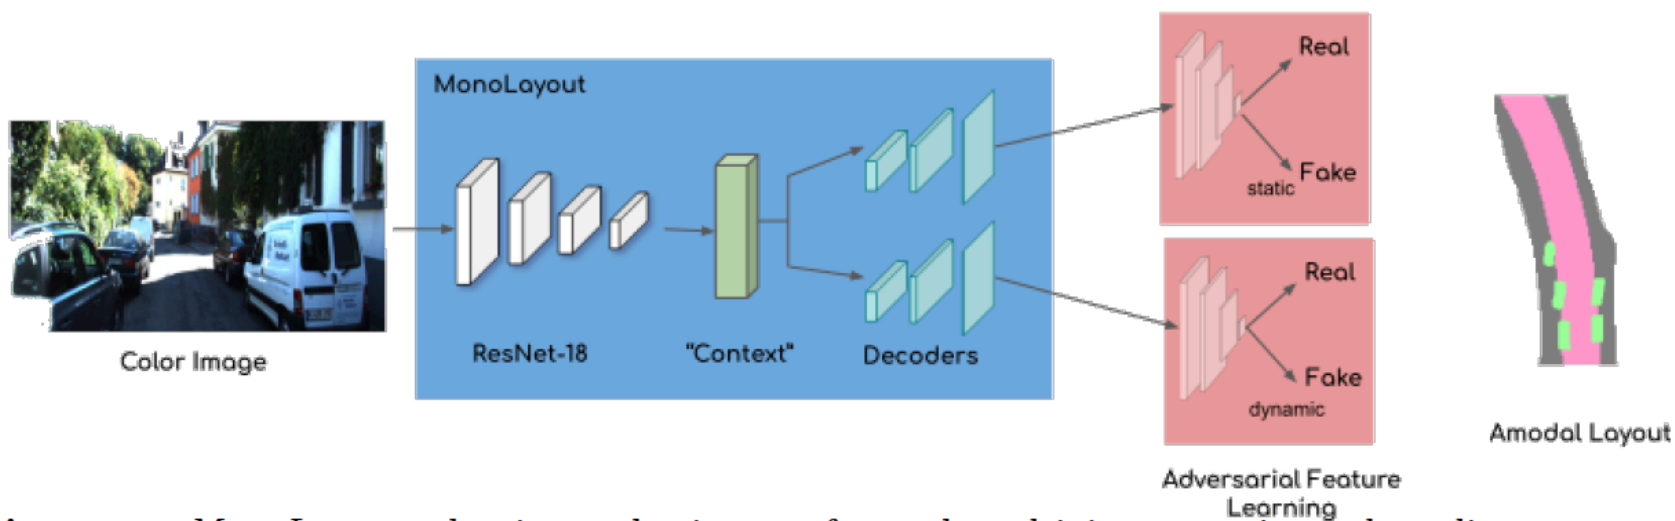 MonoLayout
Color Image
ResNet-18
"Context"
Decoders
Real
Fake
static
Real
Fake
dynamic
Adversarial Feature
Learning
Amodal Layout